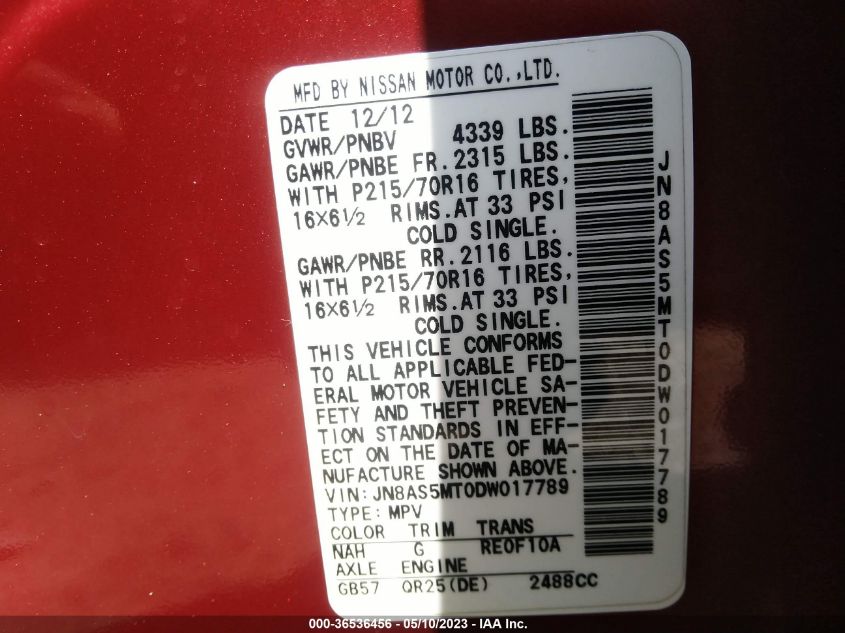 MFD BY NISSAN MOTOR CO.,LTD.
DATE 12/12
GVWR/PNBV 4339 LBS.
GAWR/PNBE FR.2315 LBS.
WITH P215/70R16 TIRES,
16X6½ RIMS.AT 33 PSI
COLD SINGLE.
GAWR/PNBE RR.2116 LBS.
WITH P215/70R16 TIRES,
16X6½ RIMS.AT 33 PSI
COLD SINGLE.
THIS VEHICLE CONFORMS
TO ALL APPLICABLE FED-
ERAL MOTOR VEHICLE SA-
FETY AND THEFT PREVEN-
TION STANDARDS IN EFF-
ECT ON THE DATE OF MA-
NUFACTURE SHOWN ABOVE.
VIN:JN8AS5MT0DW017789
TYPE:MPV
COLOR TRIM TRANS
NAH G RE0F10A
AXLE ENGINE
GB57 QR25(DE) 2488CC
JN8AS5MT0DW017789
000-36536456 - 05/10/2023 - IAA Inc.